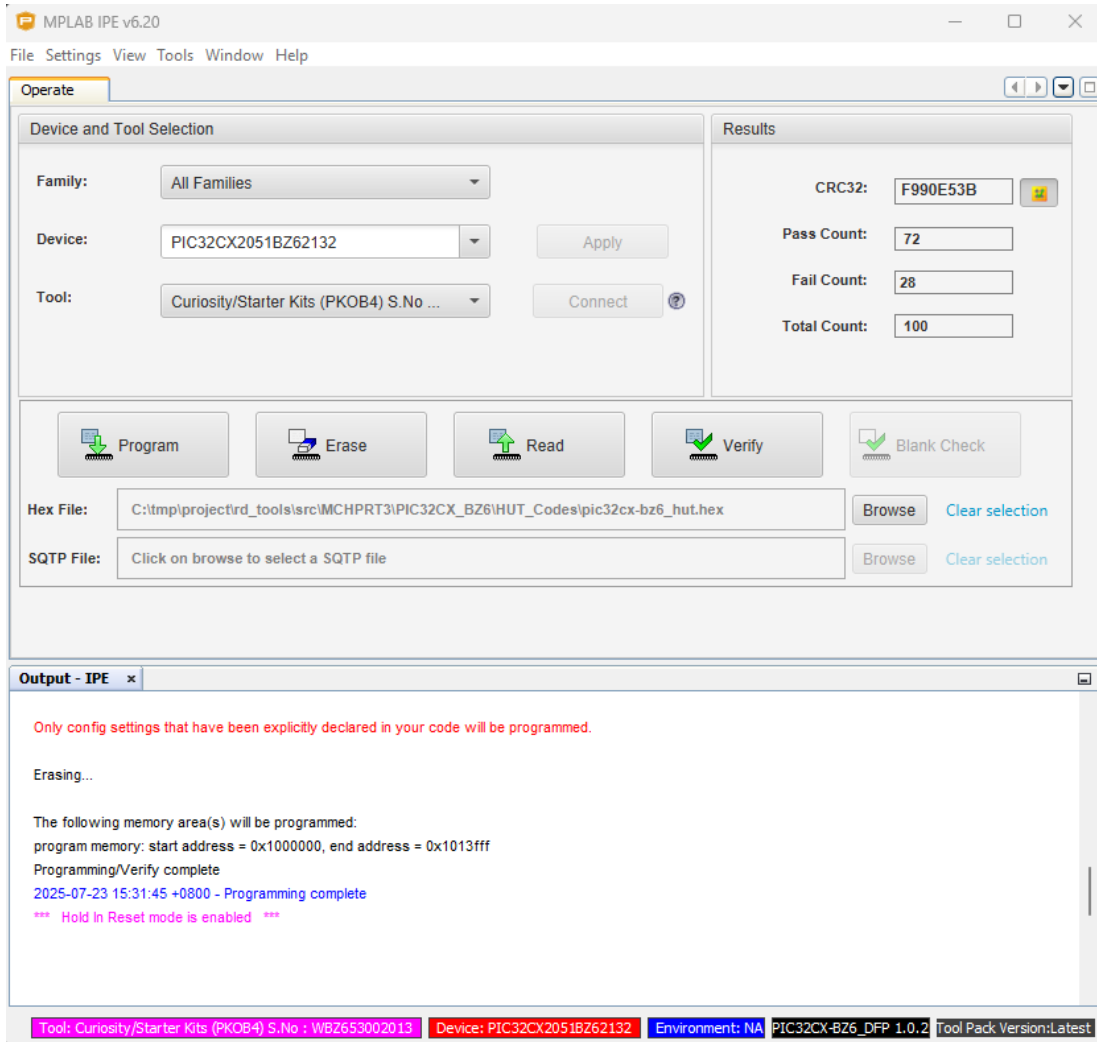 MPLAB IPE v6.20
File Settings View Tools Window Help
Operate
Device and Tool Selection
Family: All Families
Device: PIC32CX2051BZ62132 Apply
Tool: Curiosity/Starter Kits (PKOB4) S.No ... Connect ?
Results
CRC32: F990E53B
Pass Count: 72
Fail Count: 28
Total Count: 100
Program Erase Read Verify Blank Check
Hex File: C:\tmp\project\rd_tools\src\MCHPRT3\PIC32CX_BZ6\HUT_Codes\pic32cx-bz6_hut.hex Browse Clear selection
SQTP File: Click on browse to select a SQTP file Browse Clear selection
Output - IPE ×
Only config settings that have been explicitly declared in your code will be programmed.
Erasing...
The following memory area(s) will be programmed:
program memory: start address = 0x1000000, end address = 0x1013fff
Programming/Verify complete
2025-07-23 15:31:45 +0800 - Programming complete
*** Hold In Reset mode is enabled ***
Tool: Curiosity/Starter Kits (PKOB4) S.No : WBZ653002013 Device: PIC32CX2051BZ62132 Environment: NA PIC32CX-BZ6_DFP 1.0.2 Tool Pack Version:Latest